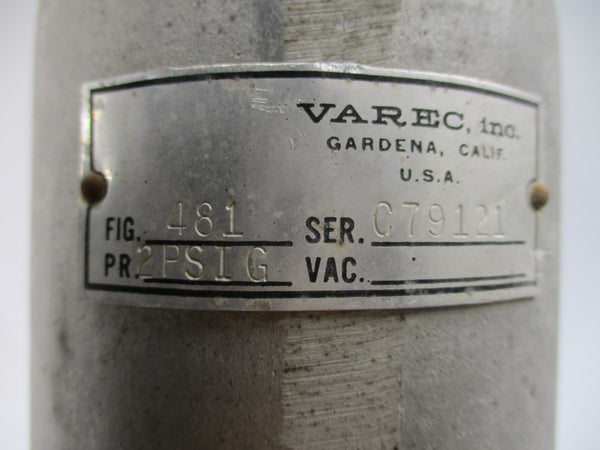 VAREC, inc.
GARDENA, CALIF.
U.S.A.
FIG. 481 SER. C79121
PR. 2PSIG VAC.